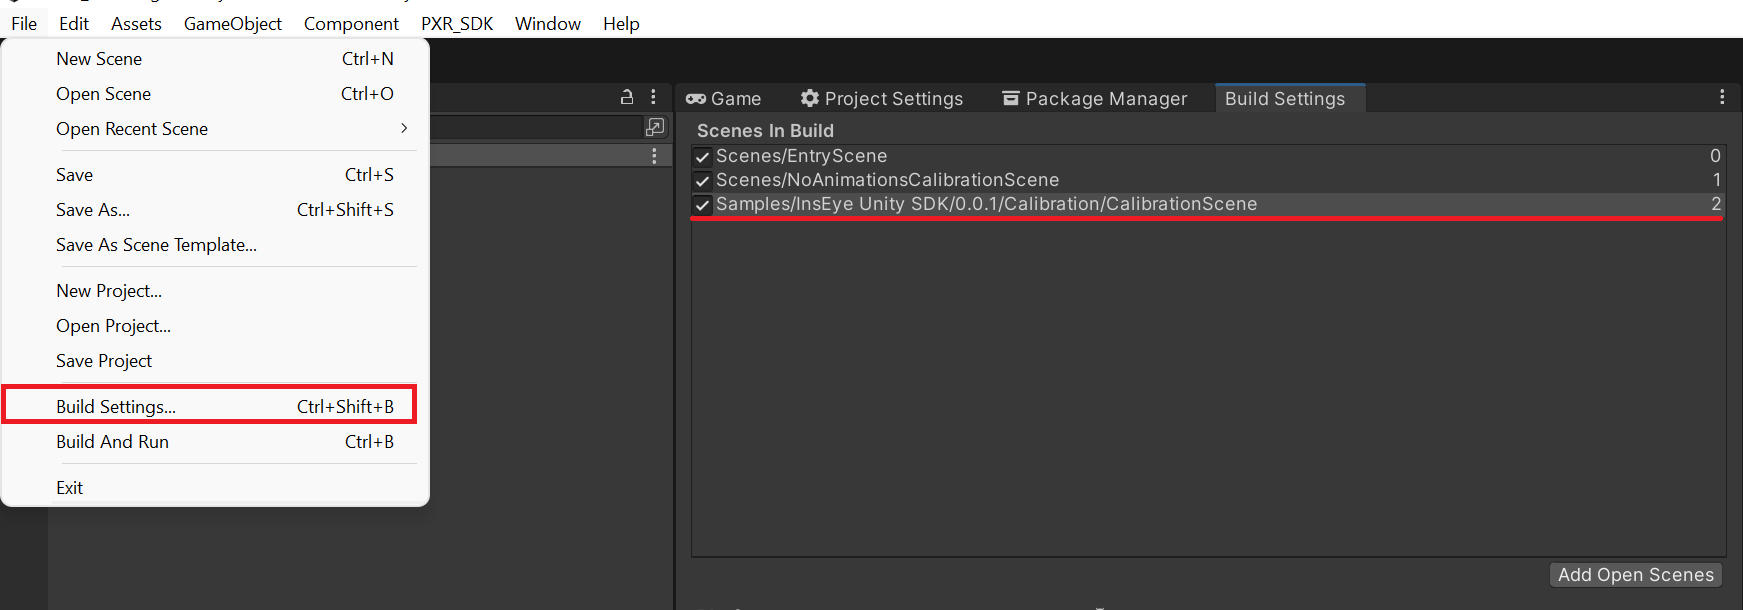 File Edit Assets GameObject Component PXR_SDK Window Help
New Scene Ctrl+N
Open Scene Ctrl+O
Open Recent Scene
Save Ctrl+S
Save As... Ctrl+Shift+S
Save As Scene Template...
New Project...
Open Project...
Save Project
Build Settings... Ctrl+Shift+B
Build And Run Ctrl+B
Exit
Game Project Settings Package Manager Build Settings
Scenes In Build
Scenes/EntryScene 0
Scenes/NoAnimationsCalibrationScene 1
Samples/InsEye Unity SDK/0.0.1/Calibration/CalibrationScene 2
Add Open Scenes